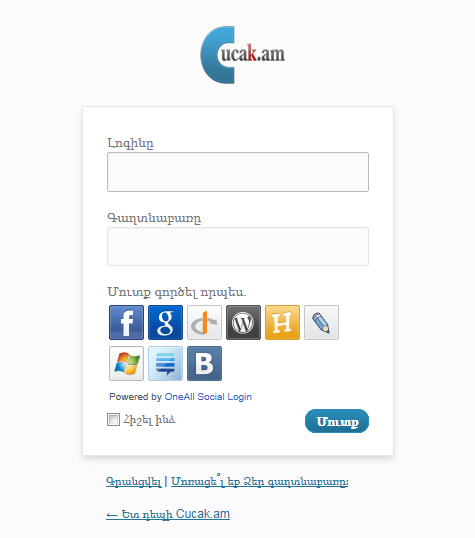 Cucak.am
Լոգինը
Գաղտնաբառը
Մուտք գործել որպես.
Powered by OneAll Social Login
Հիշել ինձ
Մուտք
Գրանցվել | Մոռացե՞լ եք Ձեր գաղտնաբառը:
← Ետ դեպի Cucak.am